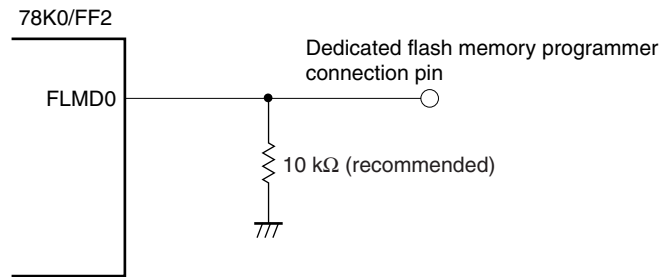 78K0/FF2
Dedicated flash memory programmer
connection pin
FLMD0
10 kΩ (recommended)